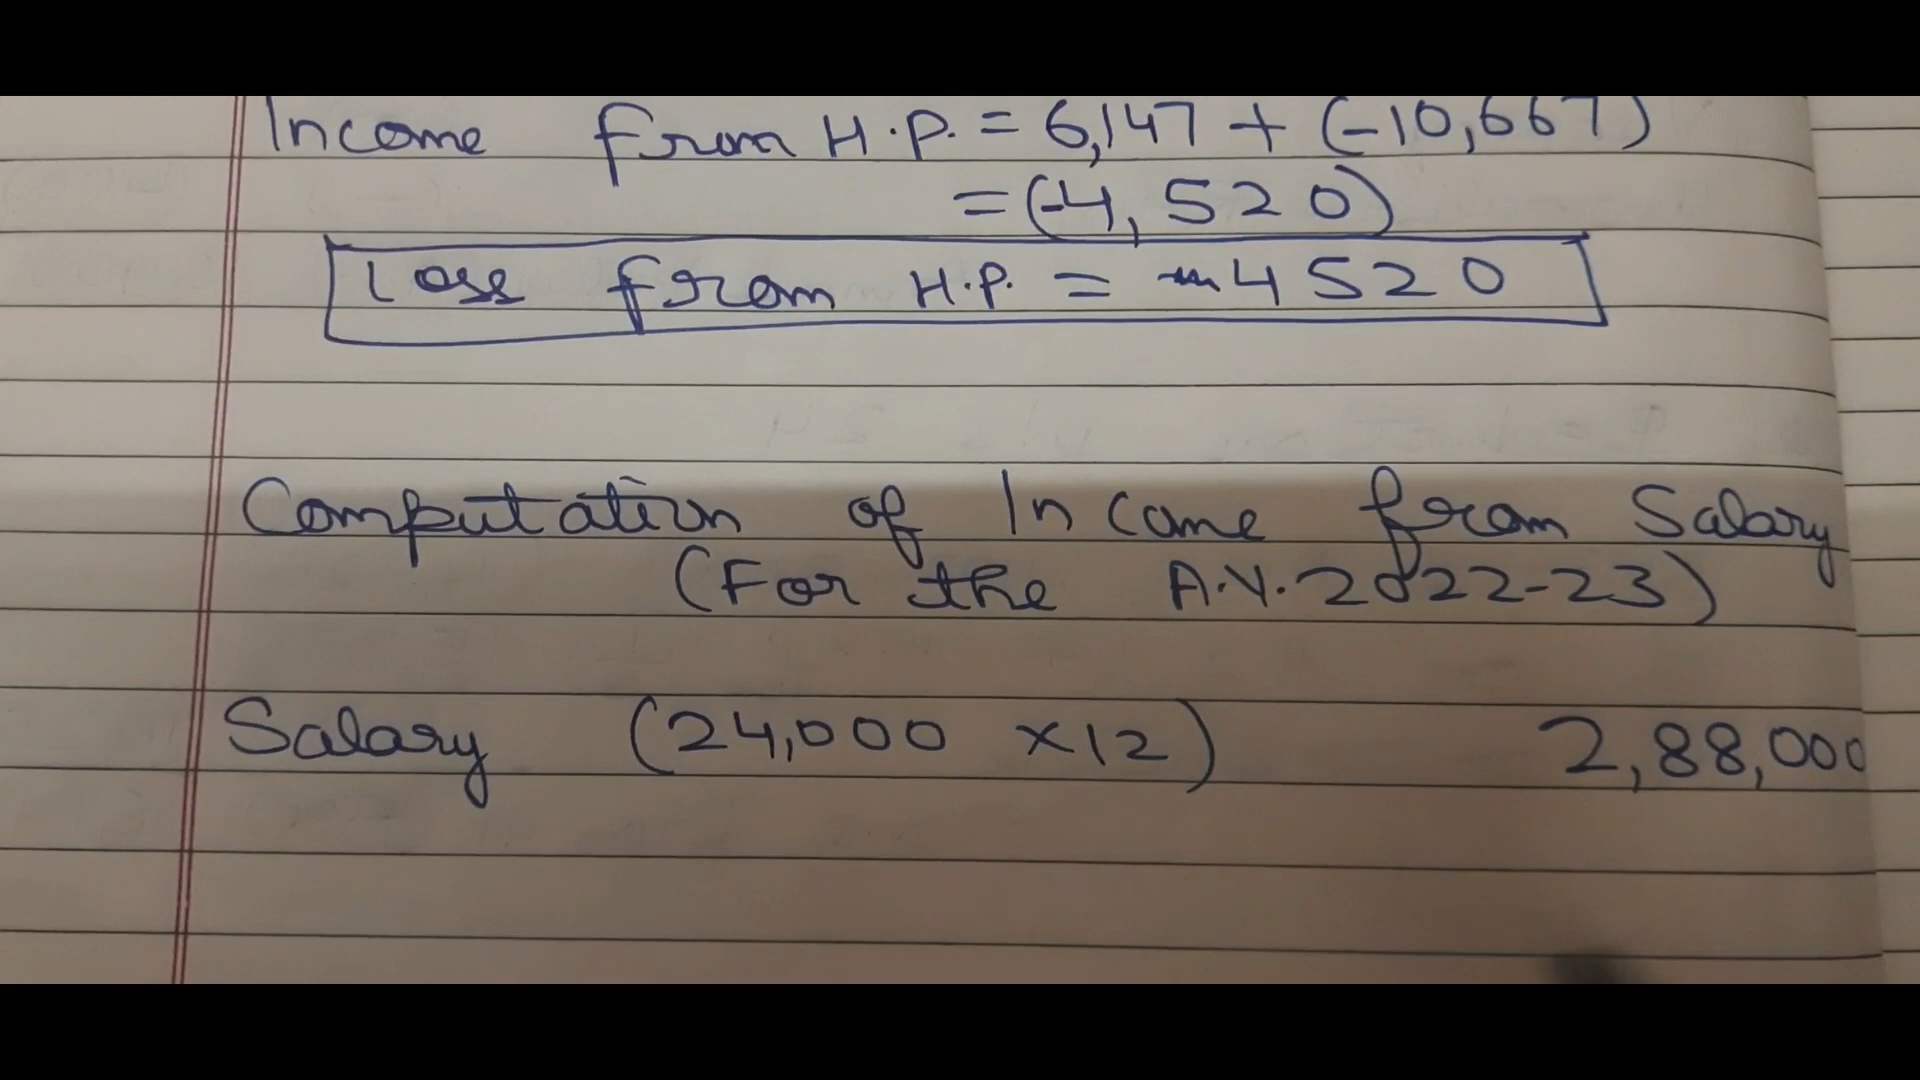 Income from H.P. = 6,147 + (-10,667)
= (-4,520)
Loss from H.P. = 4520
Computation of Income from Salary
(For the A.Y. 2022-23)
Salary (24,000 x12) 2,88,000